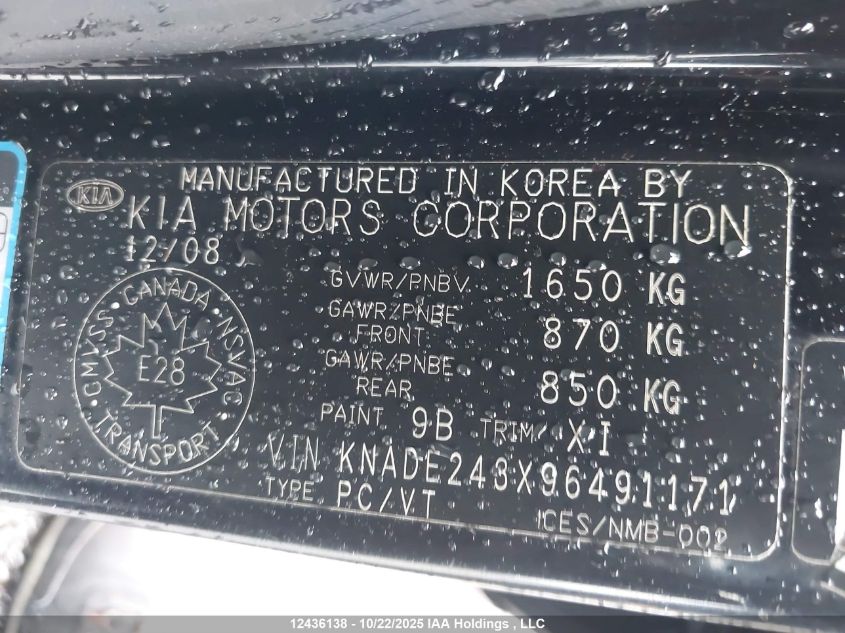 MANUFACTURED IN KOREA BY
KIA
KIA MOTORS CORPORATION
12/08
GVWR/PNBV 1650 KG
GAWR/PNBE FRONT 870 KG
GAWR/PNBE REAR 850 KG
PAINT 9B TRIM XI
CMVSS CANADA NSVAC
E28
TRANSPORT
VIN KNADE243X96491171
TYPE PC/VT
ICES/NMB-002
12436138 - 10/22/2025 IAA Holdings , LLC